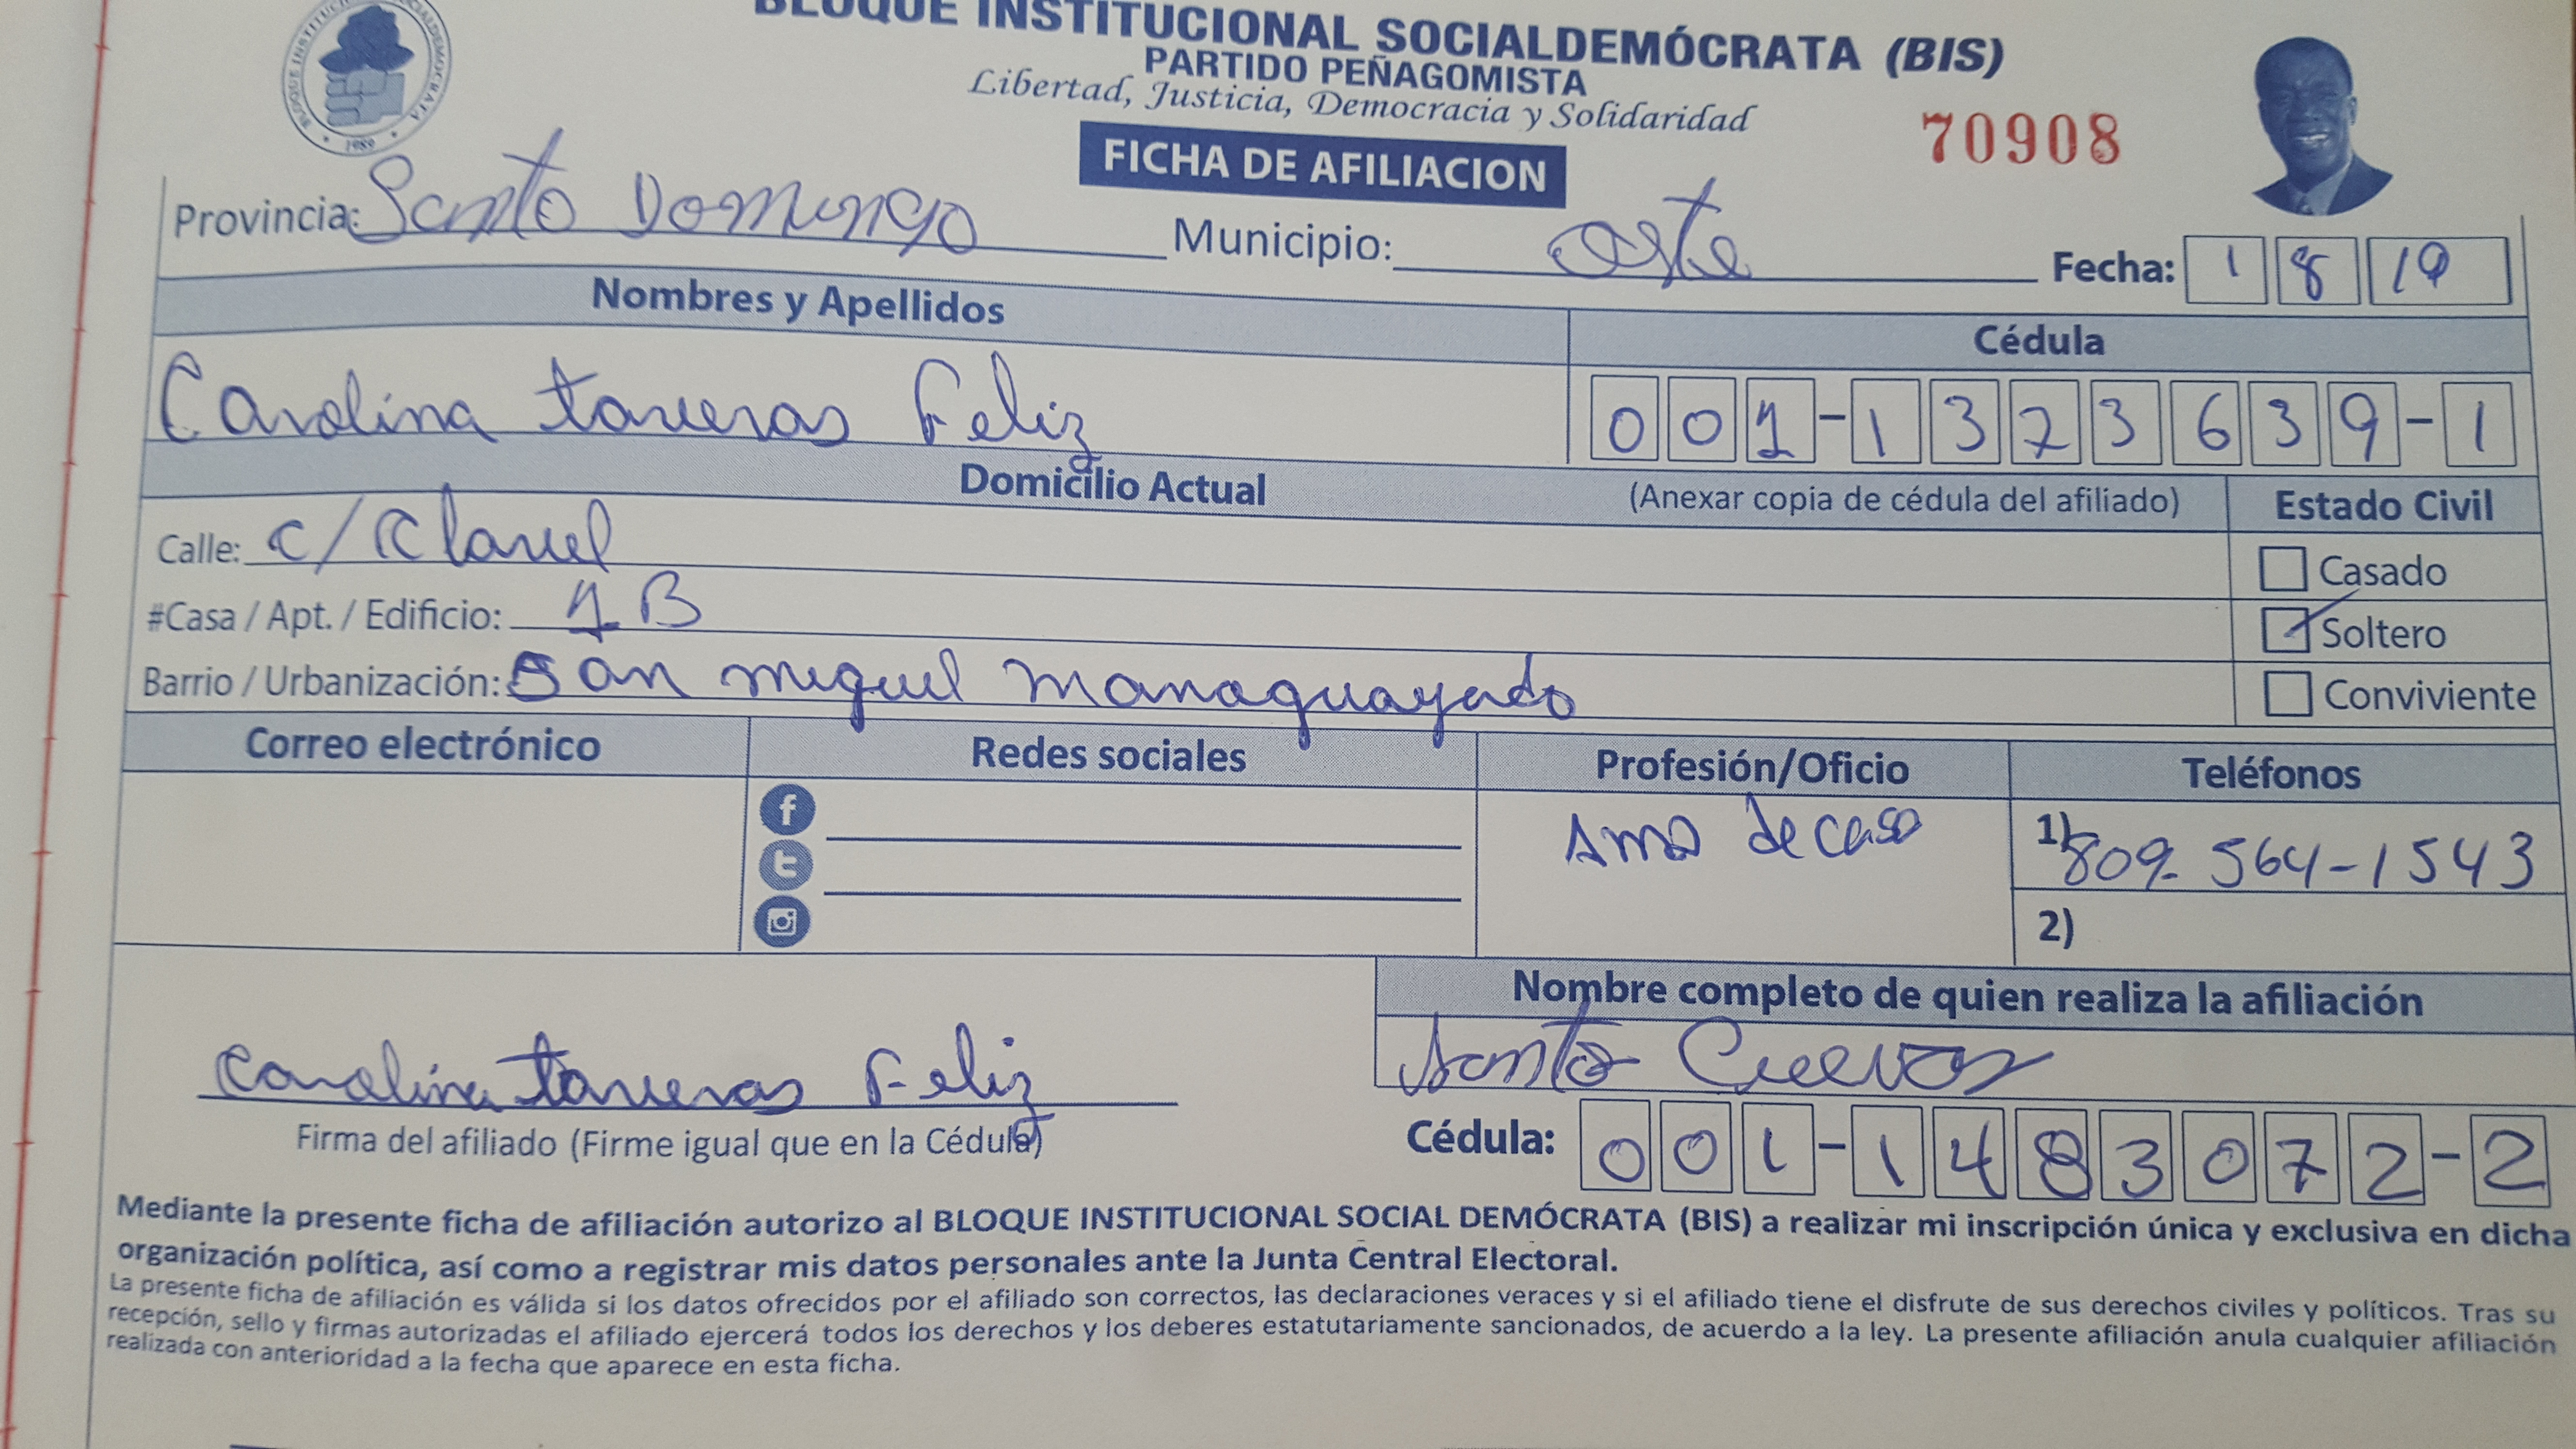 BLOQUE INSTITUCIONAL SOCIALDEMÓCRATA (BIS)
PARTIDO PEÑAGOMISTA
Libertad, Justicia, Democracia y Solidaridad
BLOQUE INSTITUCIONAL SOCIALDEMOCRATA
1989
70908
FICHA DE AFILIACION
Provincia: Santo Domingo Municipio: oste Fecha: 1 8 19
Nombres y Apellidos Cédula
Carolina taveras Feliz 001-1373639-1
Domicilio Actual (Anexar copia de cédula del afiliado) Estado Civil
Calle: c/ Clavel Casado
#Casa / Apt. / Edificio: 1B Soltero
Barrio / Urbanización: San miguel managuayabo Conviviente
Correo electrónico Redes sociales Profesión/Oficio Teléfonos
Ama de casa 1) 809-564-1543
2)
Nombre completo de quien realiza la afiliación
Carolina taveras Feliz Santo Cuevas
Firma del afiliado (Firme igual que en la Cédula) Cédula: 001-1483072-2
Mediante la presente ficha de afiliación autorizo al BLOQUE INSTITUCIONAL SOCIAL DEMÓCRATA (BIS) a realizar mi inscripción única y exclusiva en dicha
organización política, así como a registrar mis datos personales ante la Junta Central Electoral.
La presente ficha de afiliación es válida si los datos ofrecidos por el afiliado son correctos, las declaraciones veraces y si el afiliado tiene el disfrute de sus derechos civiles y políticos. Tras su
recepción, sello y firmas autorizadas el afiliado ejercerá todos los derechos y los deberes estatutariamente sancionados, de acuerdo a la ley. La presente afiliación anula cualquier afiliación
realizada con anterioridad a la fecha que aparece en esta ficha.